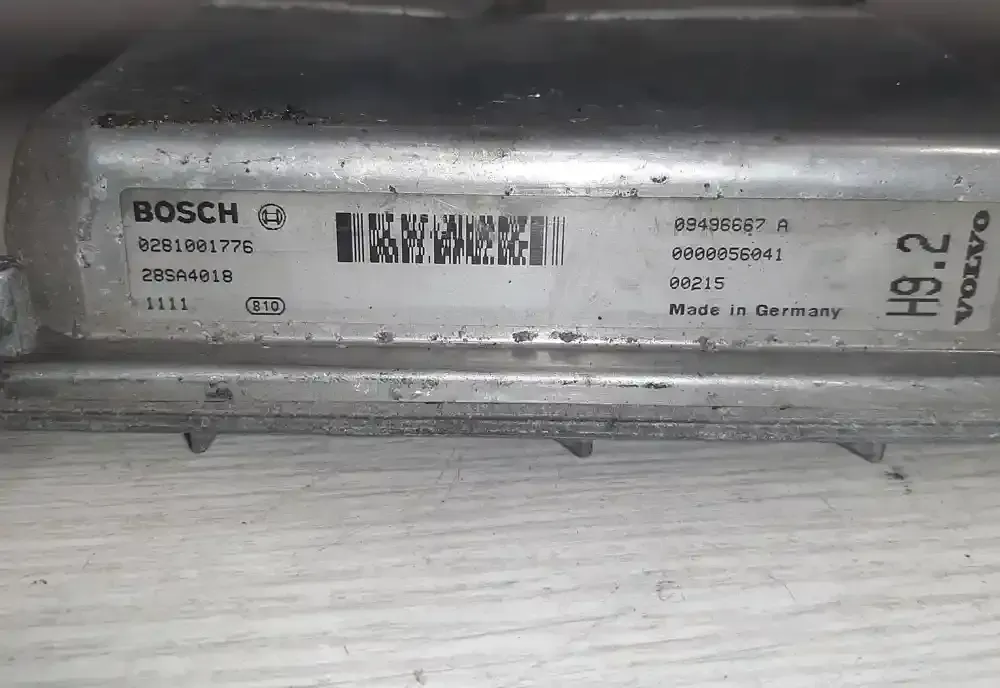 BOSCH
0281001776
28SA4018
1111 810
09496667 A
0000056041
00215
Made in Germany
H9.2
VOLVO